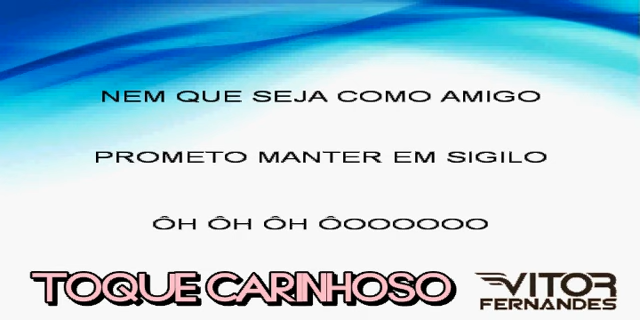 NEM QUE SEJA COMO AMIGO
PROMETO MANTER EM SIGILO
ÔH ÔH ÔH ÔOOOOOO
TOQUE CARINHOSO
VITOR
FERNANDES